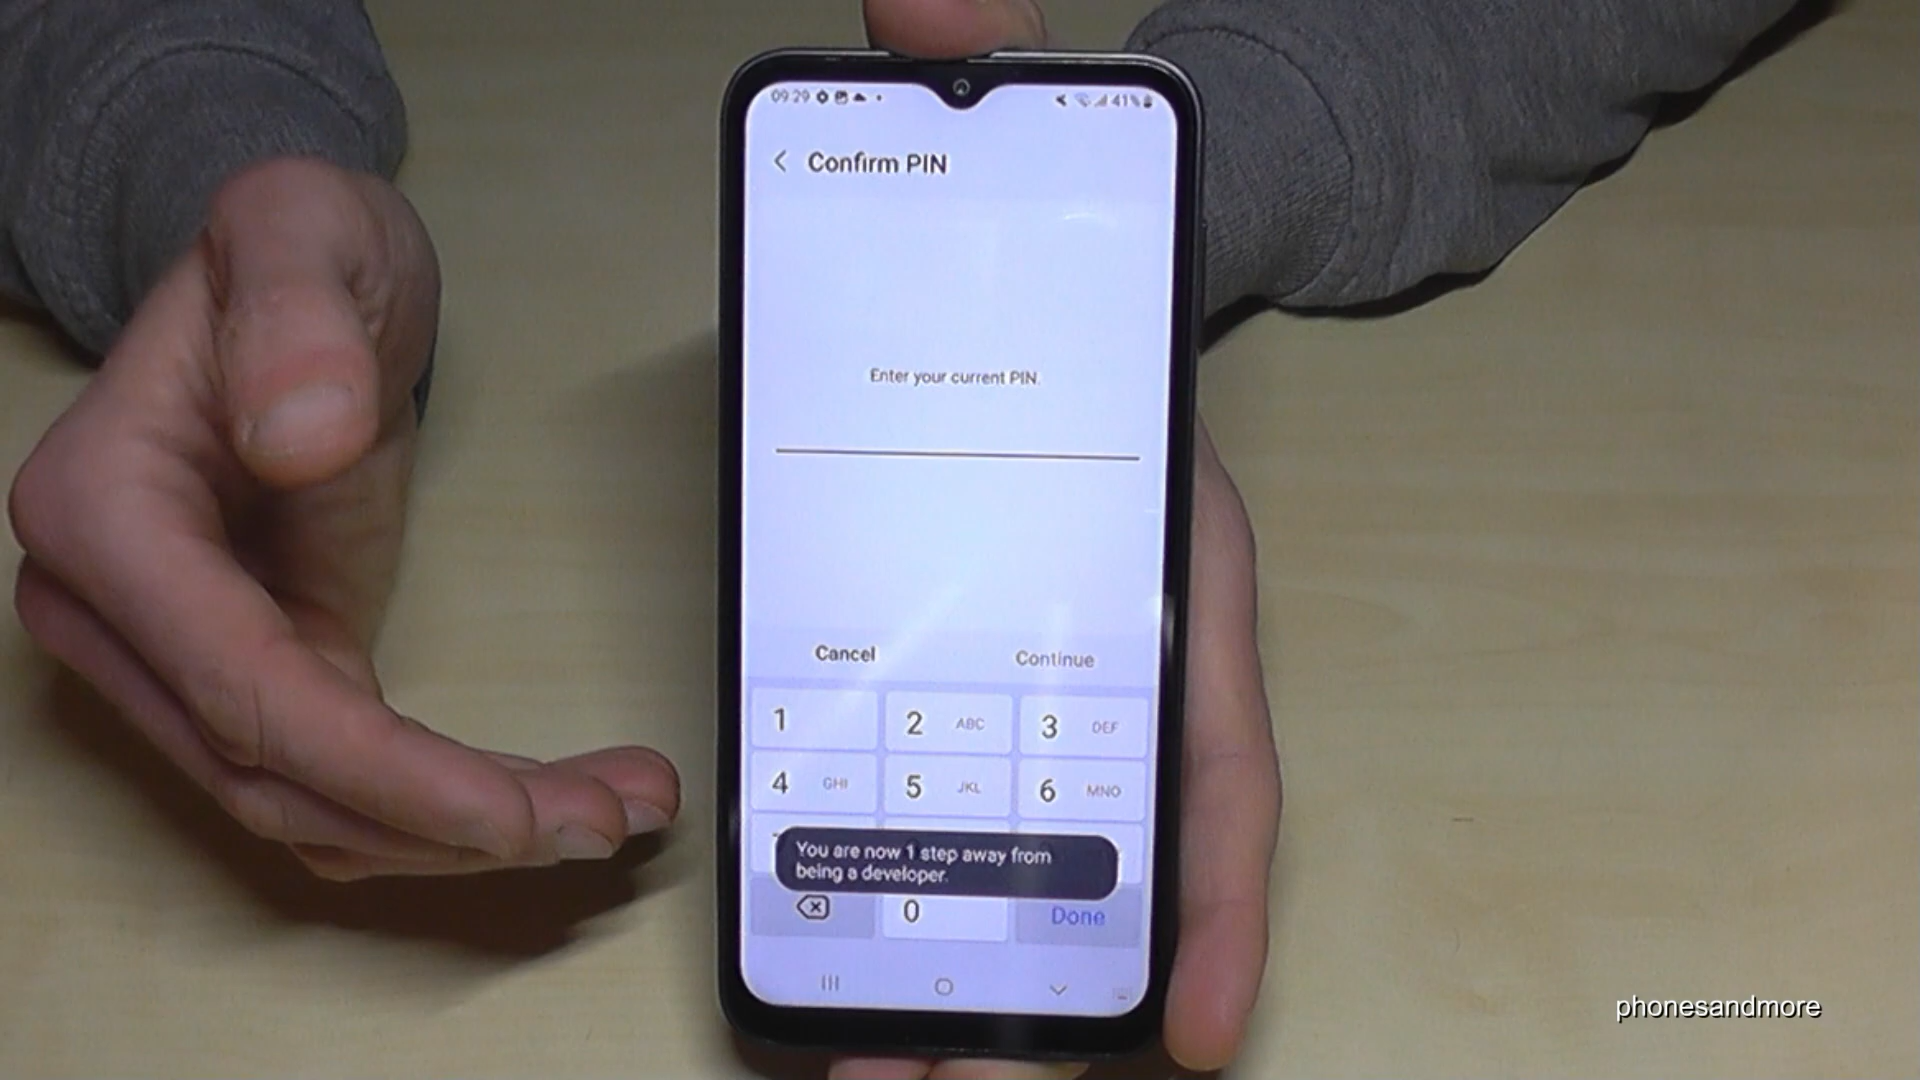 09:29
41%
Confirm PIN
Enter your current PIN.
Cancel
Continue
1
2 ABC
3 DEF
4 GHI
5 JKL
6 MNO
You are now 1 step away from
being a developer.
0
Done
phonesandmore